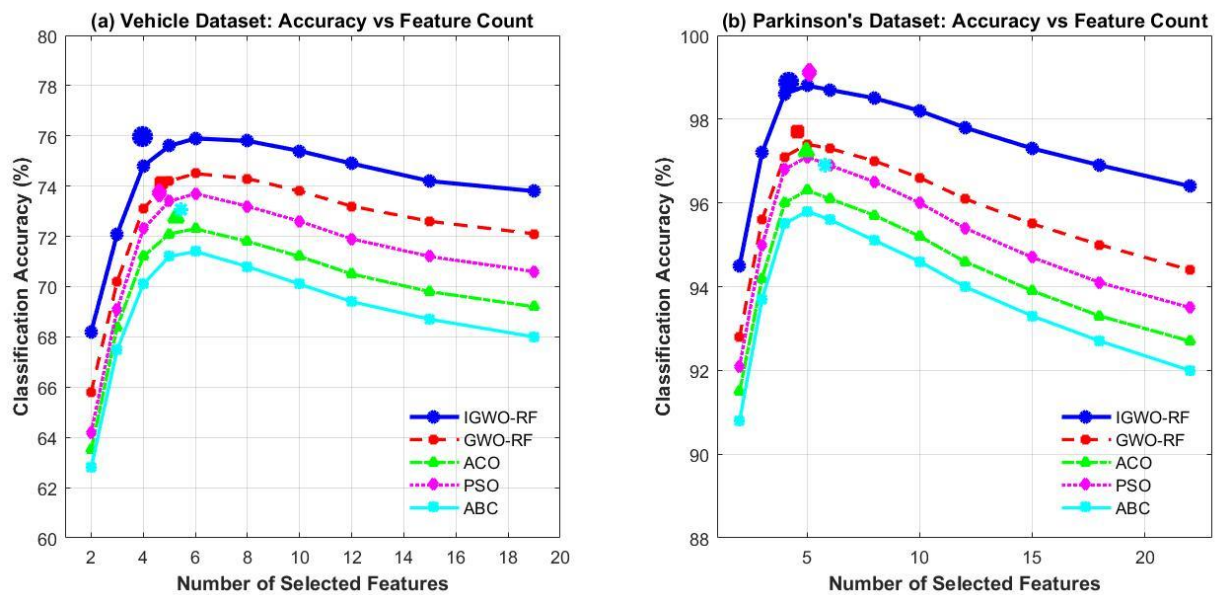 (a) Vehicle Dataset: Accuracy vs Feature Count
80
78
76
74
72
70
68
66
64
62
60
Classification Accuracy (%)
2 4 6 8 10 12 14 16 18 20
Number of Selected Features
IGWO-RF
GWO-RF
ACO
PSO
ABC
(b) Parkinson's Dataset: Accuracy vs Feature Count
100
98
96
94
92
90
88
Classification Accuracy (%)
5 10 15 20
Number of Selected Features
IGWO-RF
GWO-RF
ACO
PSO
ABC